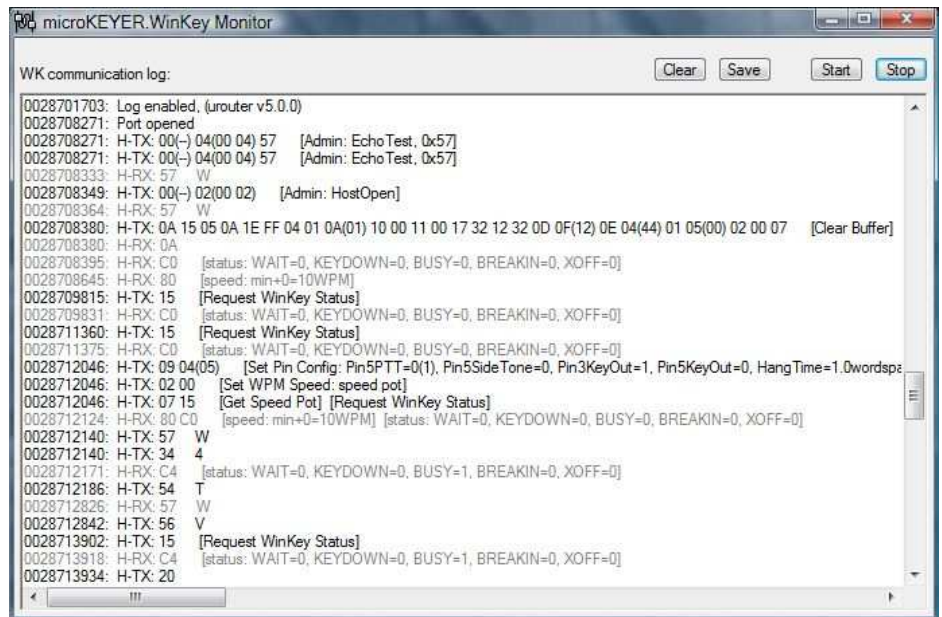 microKEYER.WinKey Monitor
WK communication log:
Clear Save Start Stop
0028701703: Log enabled, (urouter v5.0.0)
0028708271: Port opened
0028708271: H-TX: 00(--) 04(00 04) 57 [Admin: EchoTest, 0x57]
0028708271: H-TX: 00(--) 04(00 04) 57 [Admin: EchoTest, 0x57]
0028708333: H-RX: 57 W
0028708349: H-TX: 00(--) 02(00 02) [Admin: HostOpen]
0028708364: H-RX: 57 W
0028708380: H-TX: 0A 15 05 0A 1E FF 04 01 0A(01) 10 00 11 00 17 32 12 32 0D 0F(12) 0E 04(44) 01 05(00) 02 00 07 [Clear Buffer]
0028708380: H-RX: 0A
0028708395: H-RX: C0 [status: WAIT=0, KEYDOWN=0, BUSY=0, BREAKIN=0, XOFF=0]
0028708645: H-RX: 80 [speed: min+0=10WPM]
0028709815: H-TX: 15 [Request WinKey Status]
0028709831: H-RX: C0 [status: WAIT=0, KEYDOWN=0, BUSY=0, BREAKIN=0, XOFF=0]
0028711360: H-TX: 15 [Request WinKey Status]
0028711375: H-RX: C0 [status: WAIT=0, KEYDOWN=0, BUSY=0, BREAKIN=0, XOFF=0]
0028712046: H-TX: 09 04(05) [Set Pin Config: Pin5PTT=0(1), Pin5SideTone=0, Pin3KeyOut=1, Pin5KeyOut=0, HangTime=1.0wordspa
0028712046: H-TX: 02 00 [Set WPM Speed: speed pot]
0028712046: H-TX: 07 15 [Get Speed Pot] [Request WinKey Status]
0028712124: H-RX: 80 C0 [speed: min+0=10WPM] [status: WAIT=0, KEYDOWN=0, BUSY=0, BREAKIN=0, XOFF=0]
0028712140: H-TX: 57 W
0028712140: H-TX: 34 4
0028712171: H-RX: C4 [status: WAIT=0, KEYDOWN=0, BUSY=1, BREAKIN=0, XOFF=0]
0028712186: H-TX: 54 T
0028712826: H-RX: 57 W
0028712842: H-TX: 56 V
0028713902: H-TX: 15 [Request WinKey Status]
0028713918: H-RX: C4 [status: WAIT=0, KEYDOWN=0, BUSY=1, BREAKIN=0, XOFF=0]
0028713934: H-TX: 20